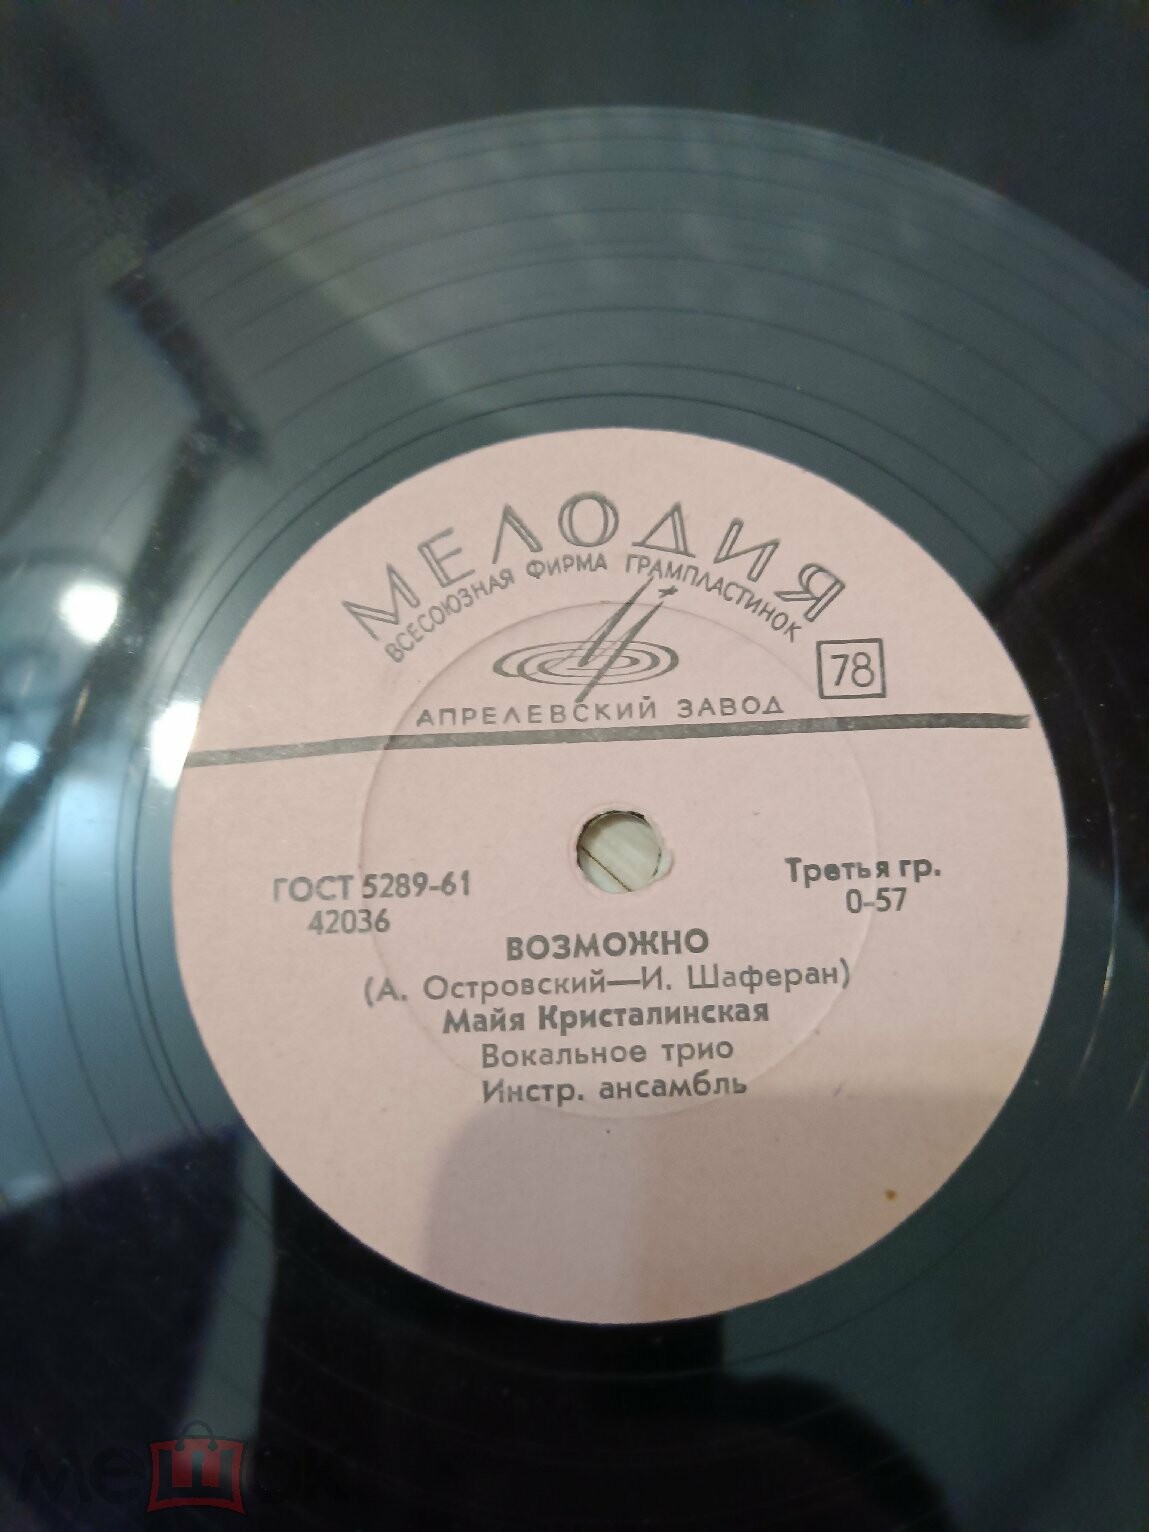 МЕЛОДИЯ
ВСЕСОЮЗНАЯ ФИРМА ГРАМПЛАСТИНОК
78
АПРЕЛЕВСКИЙ ЗАВОД
ГОСТ 5289-61
42036
Третья гр.
0-57
ВОЗМОЖНО
(А. Островский—И. Шаферан)
Майя Кристалинская
Вокальное трио
Инстр. ансамбль
мешок